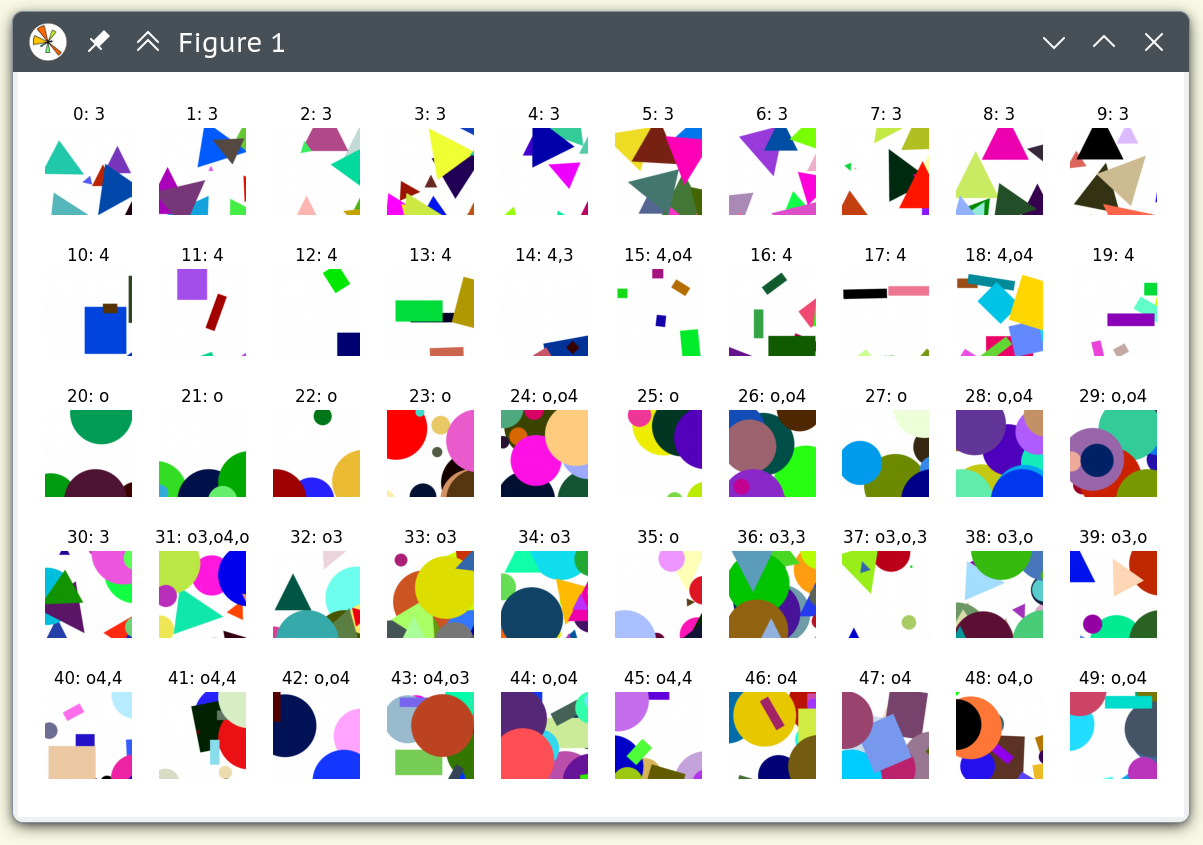 Figure 1
0: 3 1: 3 2: 3 3: 3 4: 3 5: 3 6: 3 7: 3 8: 3 9: 3
10: 4 11: 4 12: 4 13: 4 14: 4,3 15: 4,o4 16: 4 17: 4 18: 4,o4 19: 4
20: o 21: o 22: o 23: o 24: o,o4 25: o 26: o,o4 27: o 28: o,o4 29: o,o4
30: 3 31: o3,o4,o 32: o3 33: o3 34: o3 35: o 36: o3,3 37: o3,o,3 38: o3,o 39: o3,o
40: o4,4 41: o4,4 42: o,o4 43: o4,o3 44: o,o4 45: o4,4 46: o4 47: o4 48: o4,o 49: o,o4